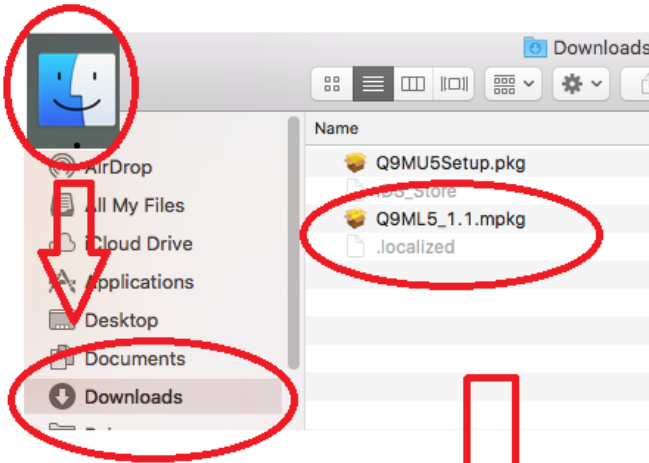 Downloads
Name
AirDrop
Q9MU5Setup.pkg
.DS_Store
All My Files
Q9ML5_1.1.mpkg
iCloud Drive
.localized
Applications
Desktop
Documents
Downloads